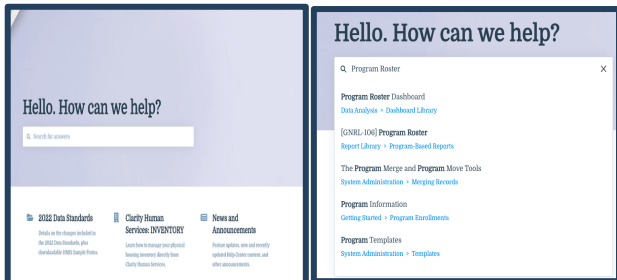 Hello. How can we help?
Search for answers
2022 Data Standards
Details on the changes included in
the 2022 Data Standards, plus
downloadable HMIS Sample Forms.
Clarity Human
Services: INVENTORY
Learn how to manage your physical
housing inventory directly from
Clarity Human Services.
News and
Announcements
Feature updates, new and recently
updated Help Center content, and
other announcements.
Hello. How can we help?
Program Roster X
Program Roster Dashboard
Data Analysis > Dashboard Library
[GNRL-106] Program Roster
Report Library > Program-Based Reports
The Program Merge and Program Move Tools
System Administration > Merging Records
Program Information
Getting Started > Program Enrollments
Program Templates
System Administration > Templates